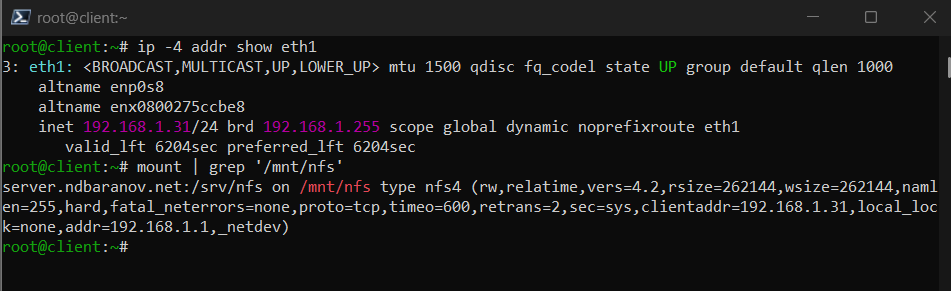 root@client:~
root@client:~# ip -4 addr show eth1
3: eth1: <BROADCAST,MULTICAST,UP,LOWER_UP> mtu 1500 qdisc fq_codel state UP group default qlen 1000
    altname enp0s8
    altname enx0800275ccbe8
    inet 192.168.1.31/24 brd 192.168.1.255 scope global dynamic noprefixroute eth1
       valid_lft 6204sec preferred_lft 6204sec
root@client:~# mount | grep '/mnt/nfs'
server.ndbaranov.net:/srv/nfs on /mnt/nfs type nfs4 (rw,relatime,vers=4.2,rsize=262144,wsize=262144,naml
en=255,hard,fatal_neterrors=none,proto=tcp,timeo=600,retrans=2,sec=sys,clientaddr=192.168.1.31,local_loc
k=none,addr=192.168.1.1,_netdev)
root@client:~#